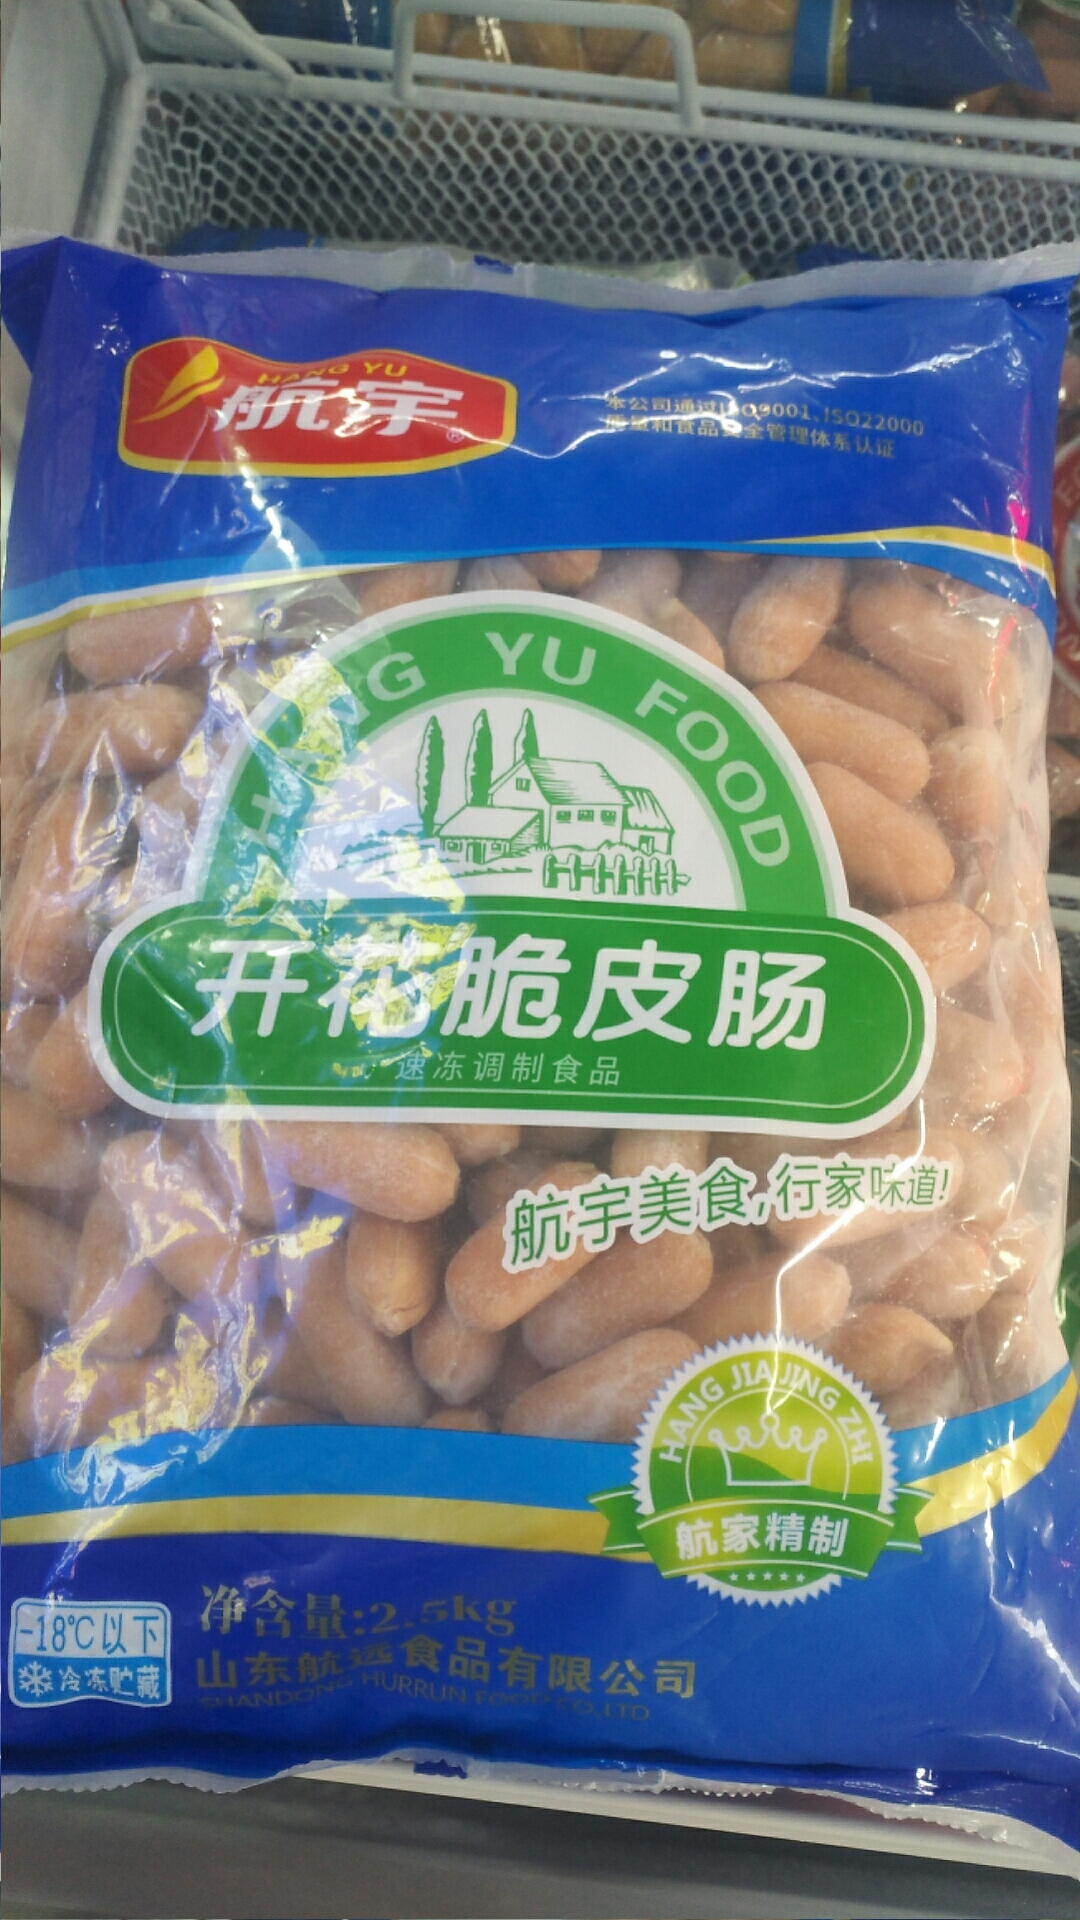 HANG YU
航宇®
本公司通过ISO9001、ISO22000
质量和食品安全管理体系认证
HANG YU FOOD
开花脆皮肠
速冻调制食品
航宇美食,行家味道!
HANG JIA JING ZHI
航家精制
-18℃以下
冷冻贮藏
净含量:2.5kg
山东航远食品有限公司
SHANDONG HURRUN FOOD CO.,LTD